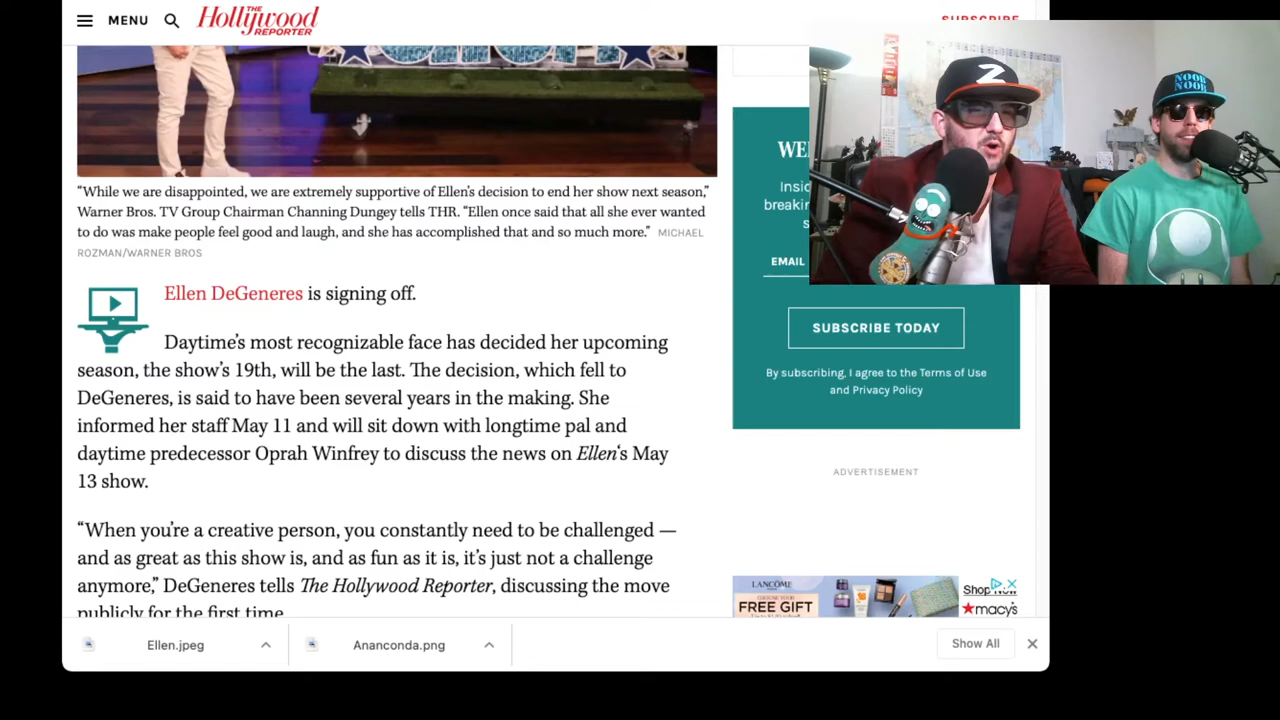 MENU
THE
Hollywood
REPORTER
SUBSCRIBE
“While we are disappointed, we are extremely supportive of Ellen’s decision to end her show next season,”
Warner Bros. TV Group Chairman Channing Dungey tells THR. “Ellen once said that all she ever wanted
to do was make people feel good and laugh, and she has accomplished that and so much more.” MICHAEL
ROZMAN/WARNER BROS
Ellen DeGeneres is signing off.
Daytime’s most recognizable face has decided her upcoming
season, the show’s 19th, will be the last. The decision, which fell to
DeGeneres, is said to have been several years in the making. She
informed her staff May 11 and will sit down with longtime pal and
daytime predecessor Oprah Winfrey to discuss the news on Ellen‘s May
13 show.
“When you’re a creative person, you constantly need to be challenged —
and as great as this show is, and as fun as it is, it’s just not a challenge
anymore,” DeGeneres tells The Hollywood Reporter, discussing the move
publicly for the first time.
EMAIL
SUBSCRIBE TODAY
By subscribing, I agree to the Terms of Use
and Privacy Policy
ADVERTISEMENT
LANCÔME
FREE GIFT
Shop Now
macy's
Z
NOOB
NOOB
Ellen.jpeg
Ananconda.png
Show All